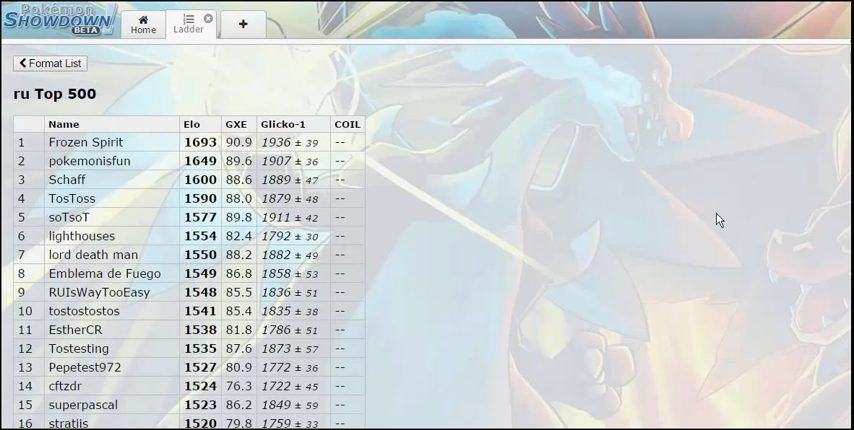 Pokémon
SHOWDOWN!
BETA
Home
Ladder
+
Format List
ru Top 500
Name Elo GXE Glicko-1 COIL
1 Frozen Spirit 1693 90.9 1936 ± 39 --
2 pokemonisfun 1649 89.6 1907 ± 36 --
3 Schaff 1600 88.6 1889 ± 47 --
4 TosToss 1590 88.0 1879 ± 48 --
5 soTsoT 1577 89.8 1911 ± 42 --
6 lighthouses 1554 82.4 1792 ± 30 --
7 lord death man 1550 88.2 1882 ± 49 --
8 Emblema de Fuego 1549 86.8 1858 ± 53 --
9 RUIsWayTooEasy 1548 85.5 1836 ± 51 --
10 tostostostos 1541 85.4 1835 ± 38 --
11 EstherCR 1538 81.8 1786 ± 51 --
12 Tostesting 1535 87.6 1873 ± 57 --
13 Pepetest972 1527 80.9 1772 ± 36 --
14 cftzdr 1524 76.3 1722 ± 45 --
15 superpascal 1523 86.2 1849 ± 59 --
16 stratiis 1520 79.8 1759 ± 33 --